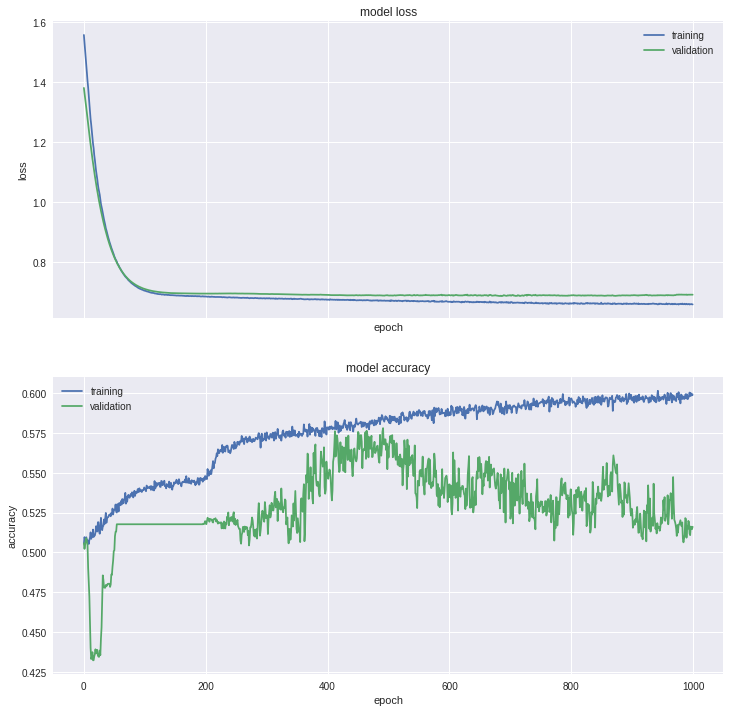 model loss
1.6
1.4
1.2
1.0
0.8
loss
training
validation
epoch
model accuracy
0.600
0.575
0.550
0.525
0.500
0.475
0.450
0.425
accuracy
training
validation
0 200 400 600 800 1000
epoch